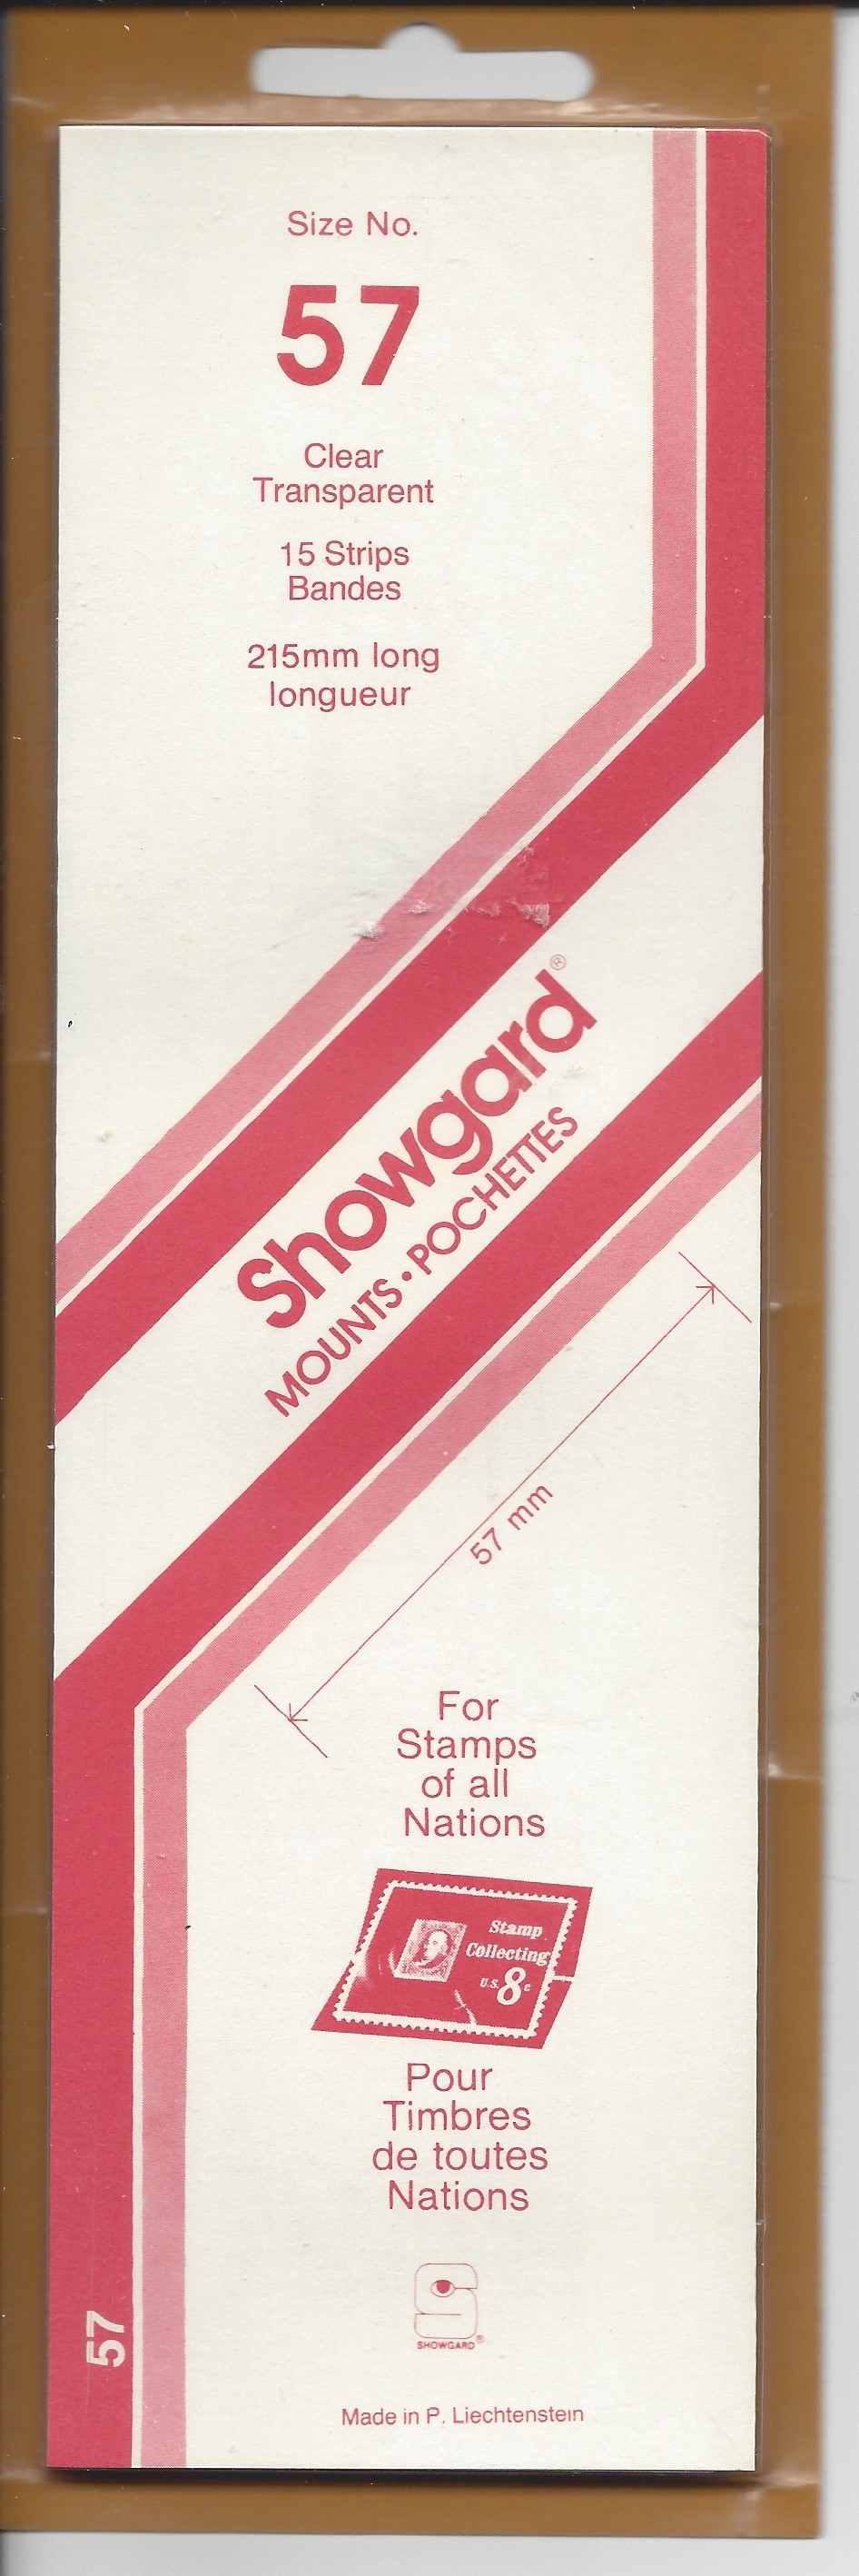 Size No.
57
Clear
Transparent
15 Strips
Bandes
215mm long
longueur
Showgard®
MOUNTS • POCHETTES
57 mm
For
Stamps
of all
Nations
Stamp
Collecting
U.S. 8c
Pour
Timbres
de toutes
Nations
SHOWGARD®
57
Made in P. Liechtenstein